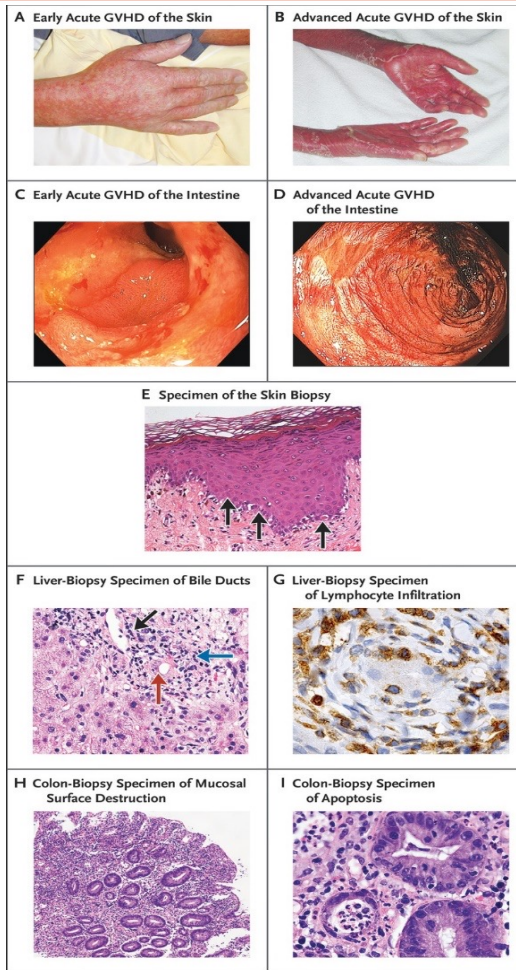 A Early Acute GVHD of the Skin
B Advanced Acute GVHD of the Skin
C Early Acute GVHD of the Intestine
D Advanced Acute GVHD
of the Intestine
E Specimen of the Skin Biopsy
F Liver-Biopsy Specimen of Bile Ducts
G Liver-Biopsy Specimen
of Lymphocyte Infiltration
H Colon-Biopsy Specimen of Mucosal
Surface Destruction
I Colon-Biopsy Specimen
of Apoptosis